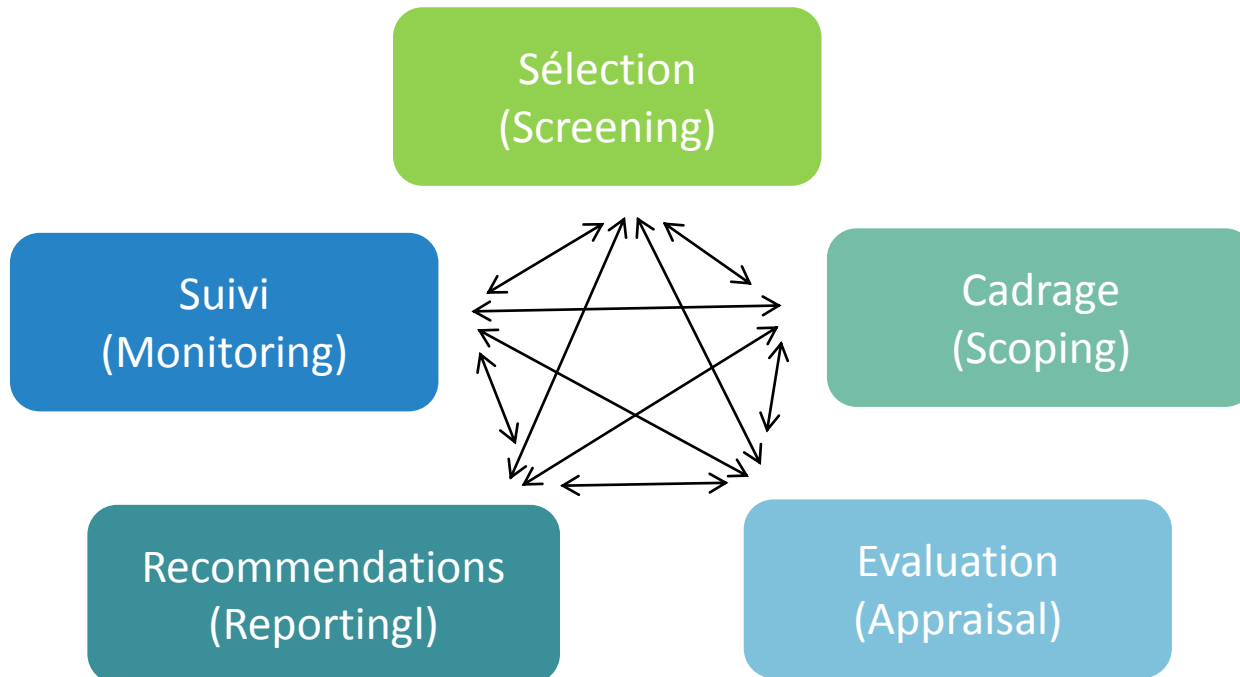 Sélection
(Screening)
Suivi
(Monitoring)
Cadrage
(Scoping)
Recommendations
(Reportingl)
Evaluation
(Appraisal)